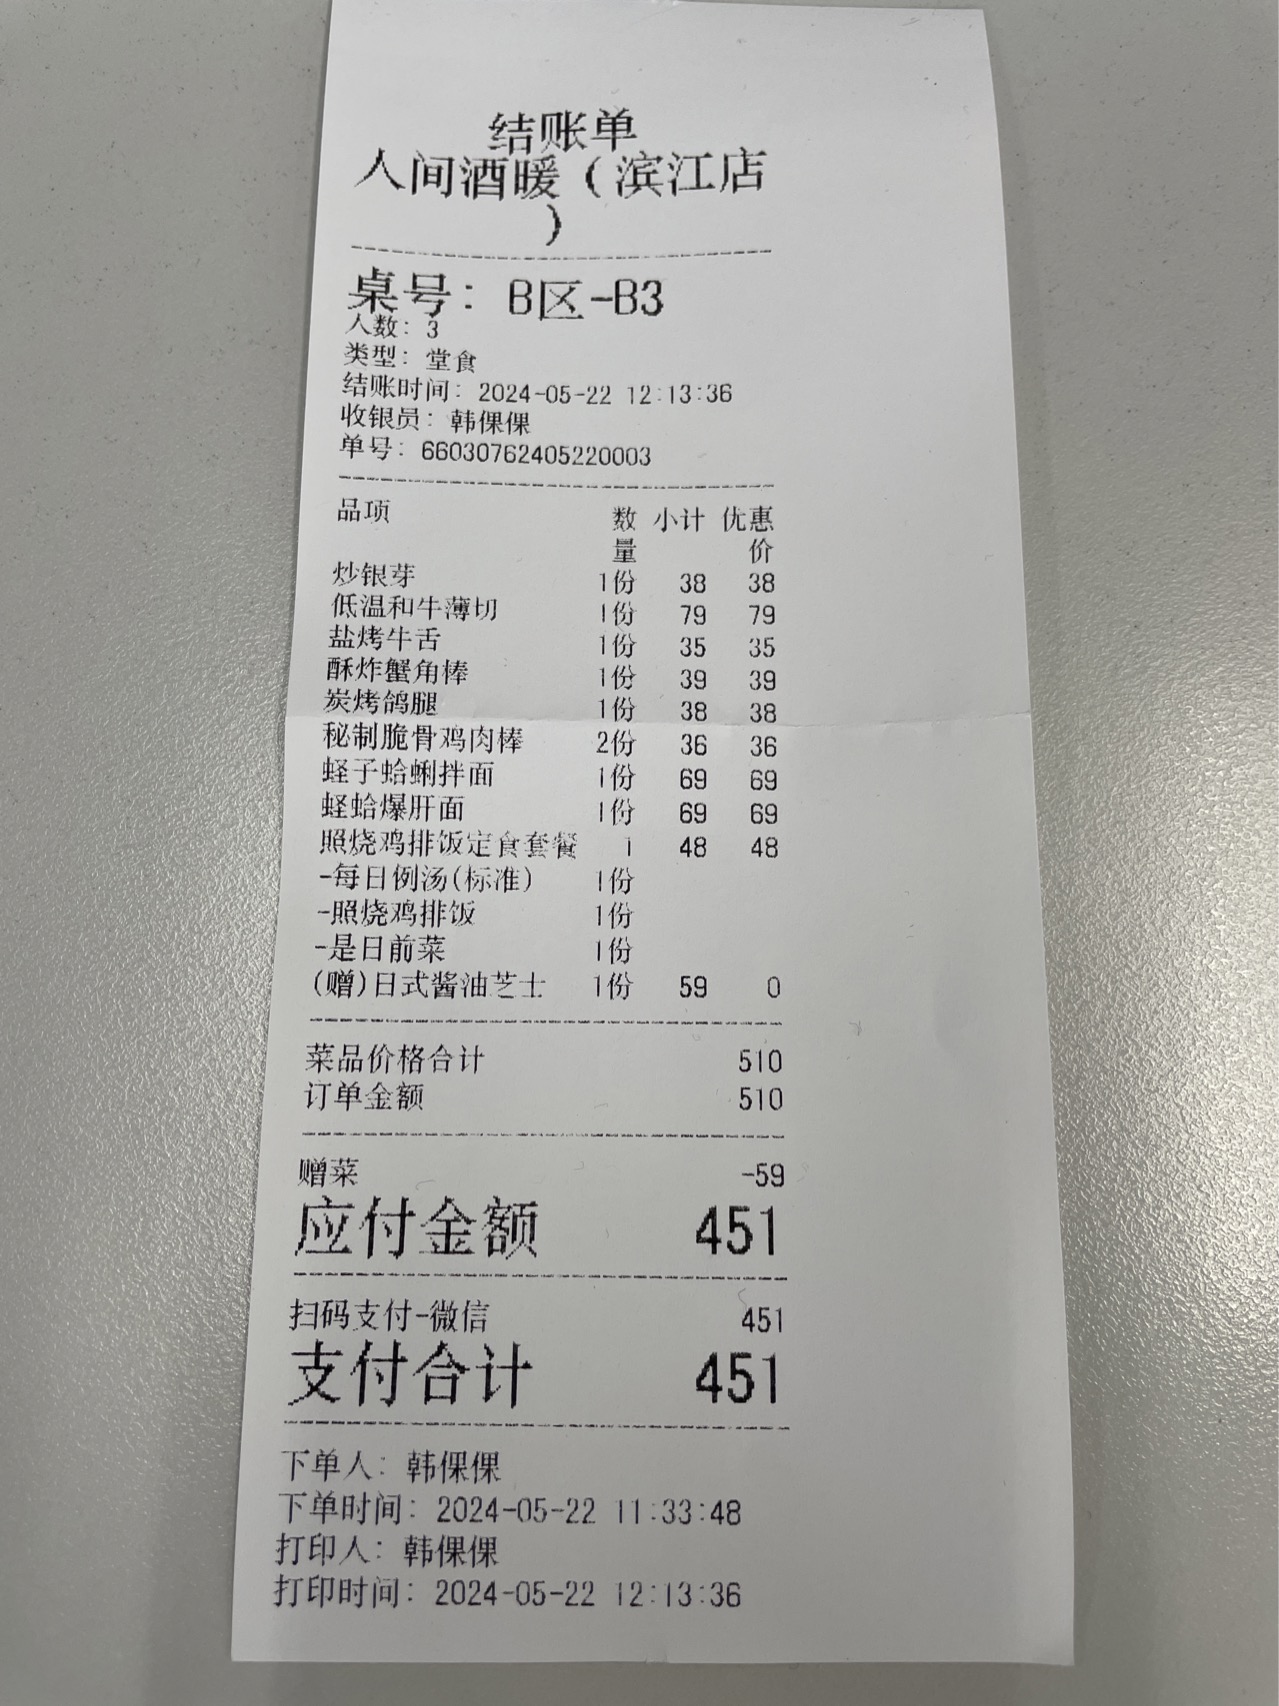 结账单
人间酒暖（滨江店
）
桌号：B区-B3
人数：3
类型：堂食
结账时间：2024-05-22 12:13:36
收银员：韩倮倮
单号：66030762405220003
品项 数量 小计 优惠价
炒银芽 1份 38 38
低温和牛薄切 1份 79 79
盐烤牛舌 1份 35 35
酥炸蟹角棒 1份 39 39
炭烤鸽腿 1份 38 38
秘制脆骨鸡肉棒 2份 36 36
蛏子蛤蜊拌面 1份 69 69
蛏蛤爆肝面 1份 69 69
照烧鸡排饭定食套餐 1 48 48
-每日例汤(标准) 1份
-照烧鸡排饭 1份
-是日前菜 1份
(赠)日式酱油芝士 1份 59 0
菜品价格合计 510
订单金额 510
赠菜 -59
应付金额 451
扫码支付-微信 451
支付合计 451
下单人：韩倮倮
下单时间：2024-05-22 11:33:48
打印人：韩倮倮
打印时间：2024-05-22 12:13:36